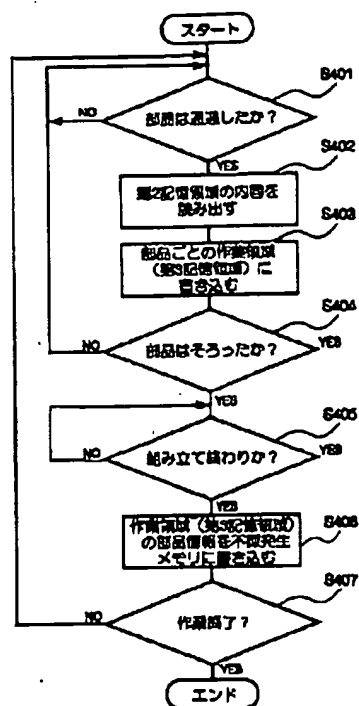 スタート
S401
部品は通過したか？
NO
YES
S402
第2記憶領域の内容を
読み出す
S403
部品ごとの作業領域
（第3記憶領域）に
書き込む
S404
部品はそろったか？
NO
YES
YES
S405
組み立て終わりか？
NO
YES
YES
S406
作業領域（第3記憶領域）
の部品情報を不揮発生
メモリに書き込む
S407
作業終了？
NO
YES
エンド